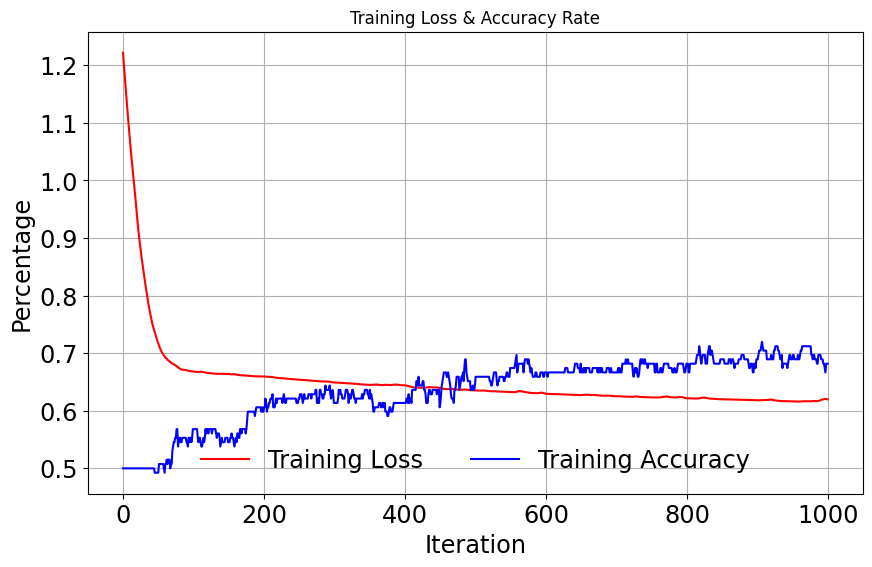 Training Loss & Accuracy Rate
1.2
1.1
1.0
0.9
0.8
0.7
0.6
0.5
Percentage
Training Loss
Training Accuracy
0 200 400 600 800 1000
Iteration